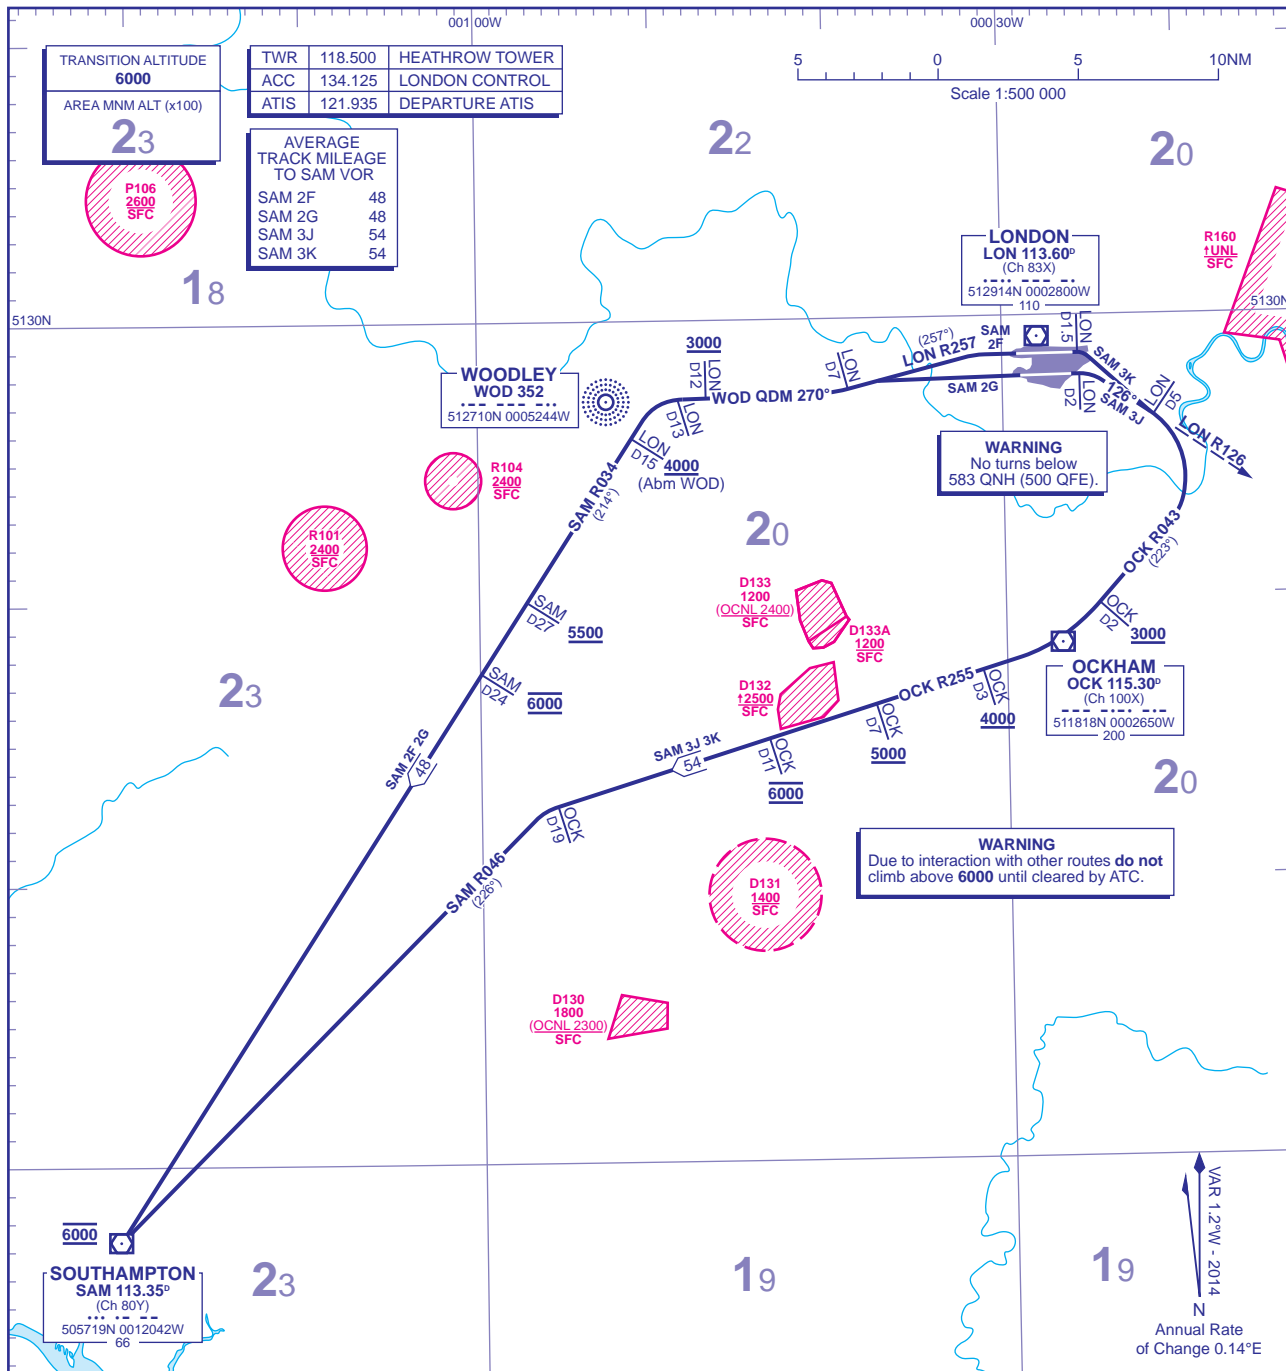 001°00'W
000°30'W
TRANSITION ALTITUDE
6000
AREA MNM ALT (x100)
23
TWR 118.500 HEATHROW TOWER
ACC 134.125 LONDON CONTROL
ATIS 121.935 DEPARTURE ATIS
5 0 5 10NM
Scale 1:500 000
AVERAGE
TRACK MILEAGE
TO SAM VOR
SAM 2F 48
SAM 2G 48
SAM 3J 54
SAM 3K 54
22
20
P106
2600
SFC
18
R160
↑UNL
SFC
LONDON
LON 113.60ᴰ
(Ch 83X)
512914N 0002800W
110
5130N
5130N
WOODLEY
WOD 352
512710N 0005244W
3000
LON
D12
LON
D13
LON
D15
4000
(Abm WOD)
WOD QDM 270°
LON
D7
(257°)
LON R257
SAM
2F
SAM 2G
LON
D1.5
SAM 3K
126°
SAM 3J
LON
D2
LON
D5
LON R126
WARNING
No turns below
583 QNH (500 QFE).
R104
2400
SFC
R101
2400
SFC
SAM R034
(214°)
20
OCK R043
(223°)
D133
1200
(OCNL 2400)
SFC
D133A
1200
SFC
SAM
D27
5500
OCK
D2
3000
23
SAM
D24
6000
D132
↑2500
SFC
OCK R255
OCK
D3
4000
OCKHAM
OCK 115.30ᴰ
(Ch 100X)
511818N 0002650W
200
SAM 2F 2G
48
SAM 3J 3K
54
OCK
D7
5000
OCK
D11
6000
20
OCK
D19
WARNING
Due to interaction with other routes do not
climb above 6000 until cleared by ATC.
SAM R046
(226°)
D131
1400
SFC
D130
1800
(OCNL 2300)
SFC
6000
SOUTHAMPTON
SAM 113.35ᴰ
(Ch 80Y)
505719N 0012042W
66
23
19
19
VAR 1.2°W - 2014
N
Annual Rate
of Change 0.14°E